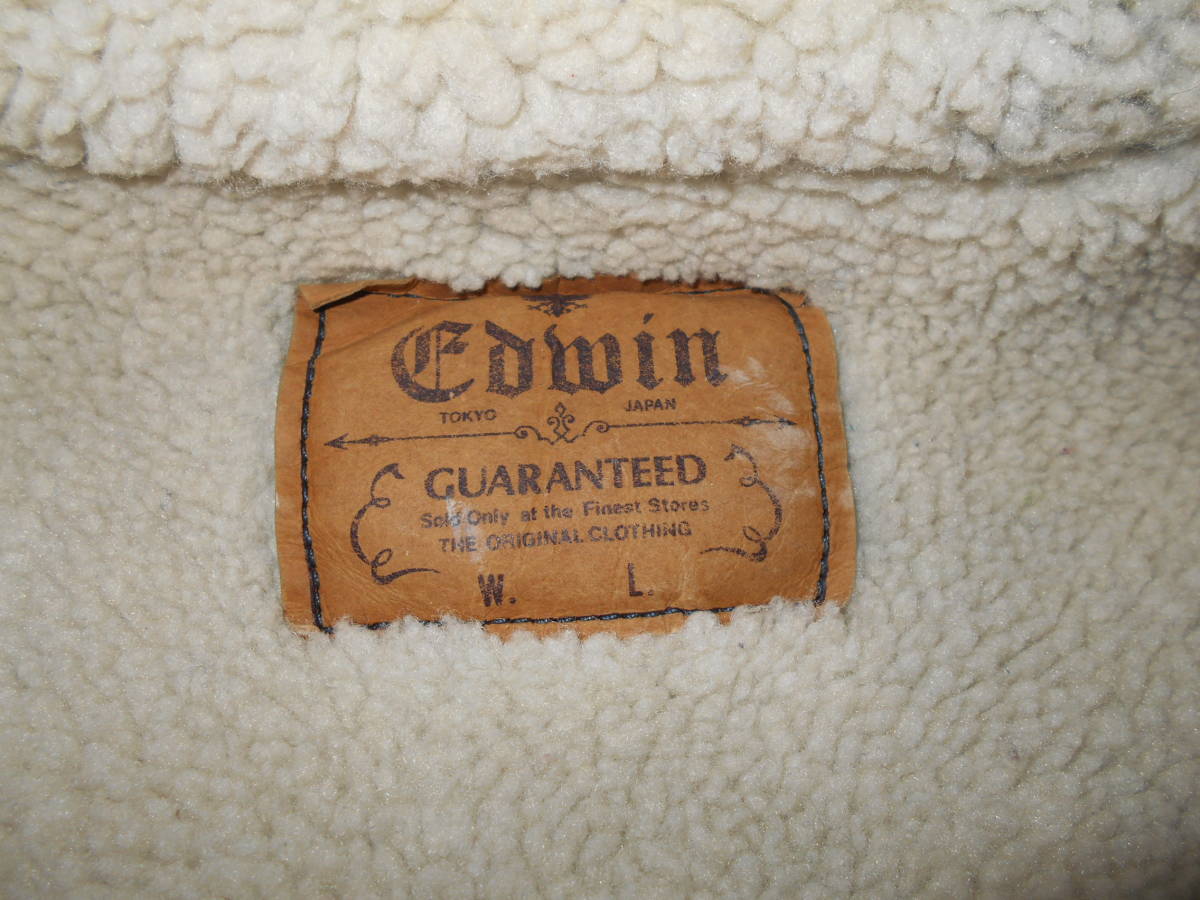 Edwin
TOKYO JAPAN
GUARANTEED
Sold Only at the Finest Stores
THE ORIGINAL CLOTHING
W. L.